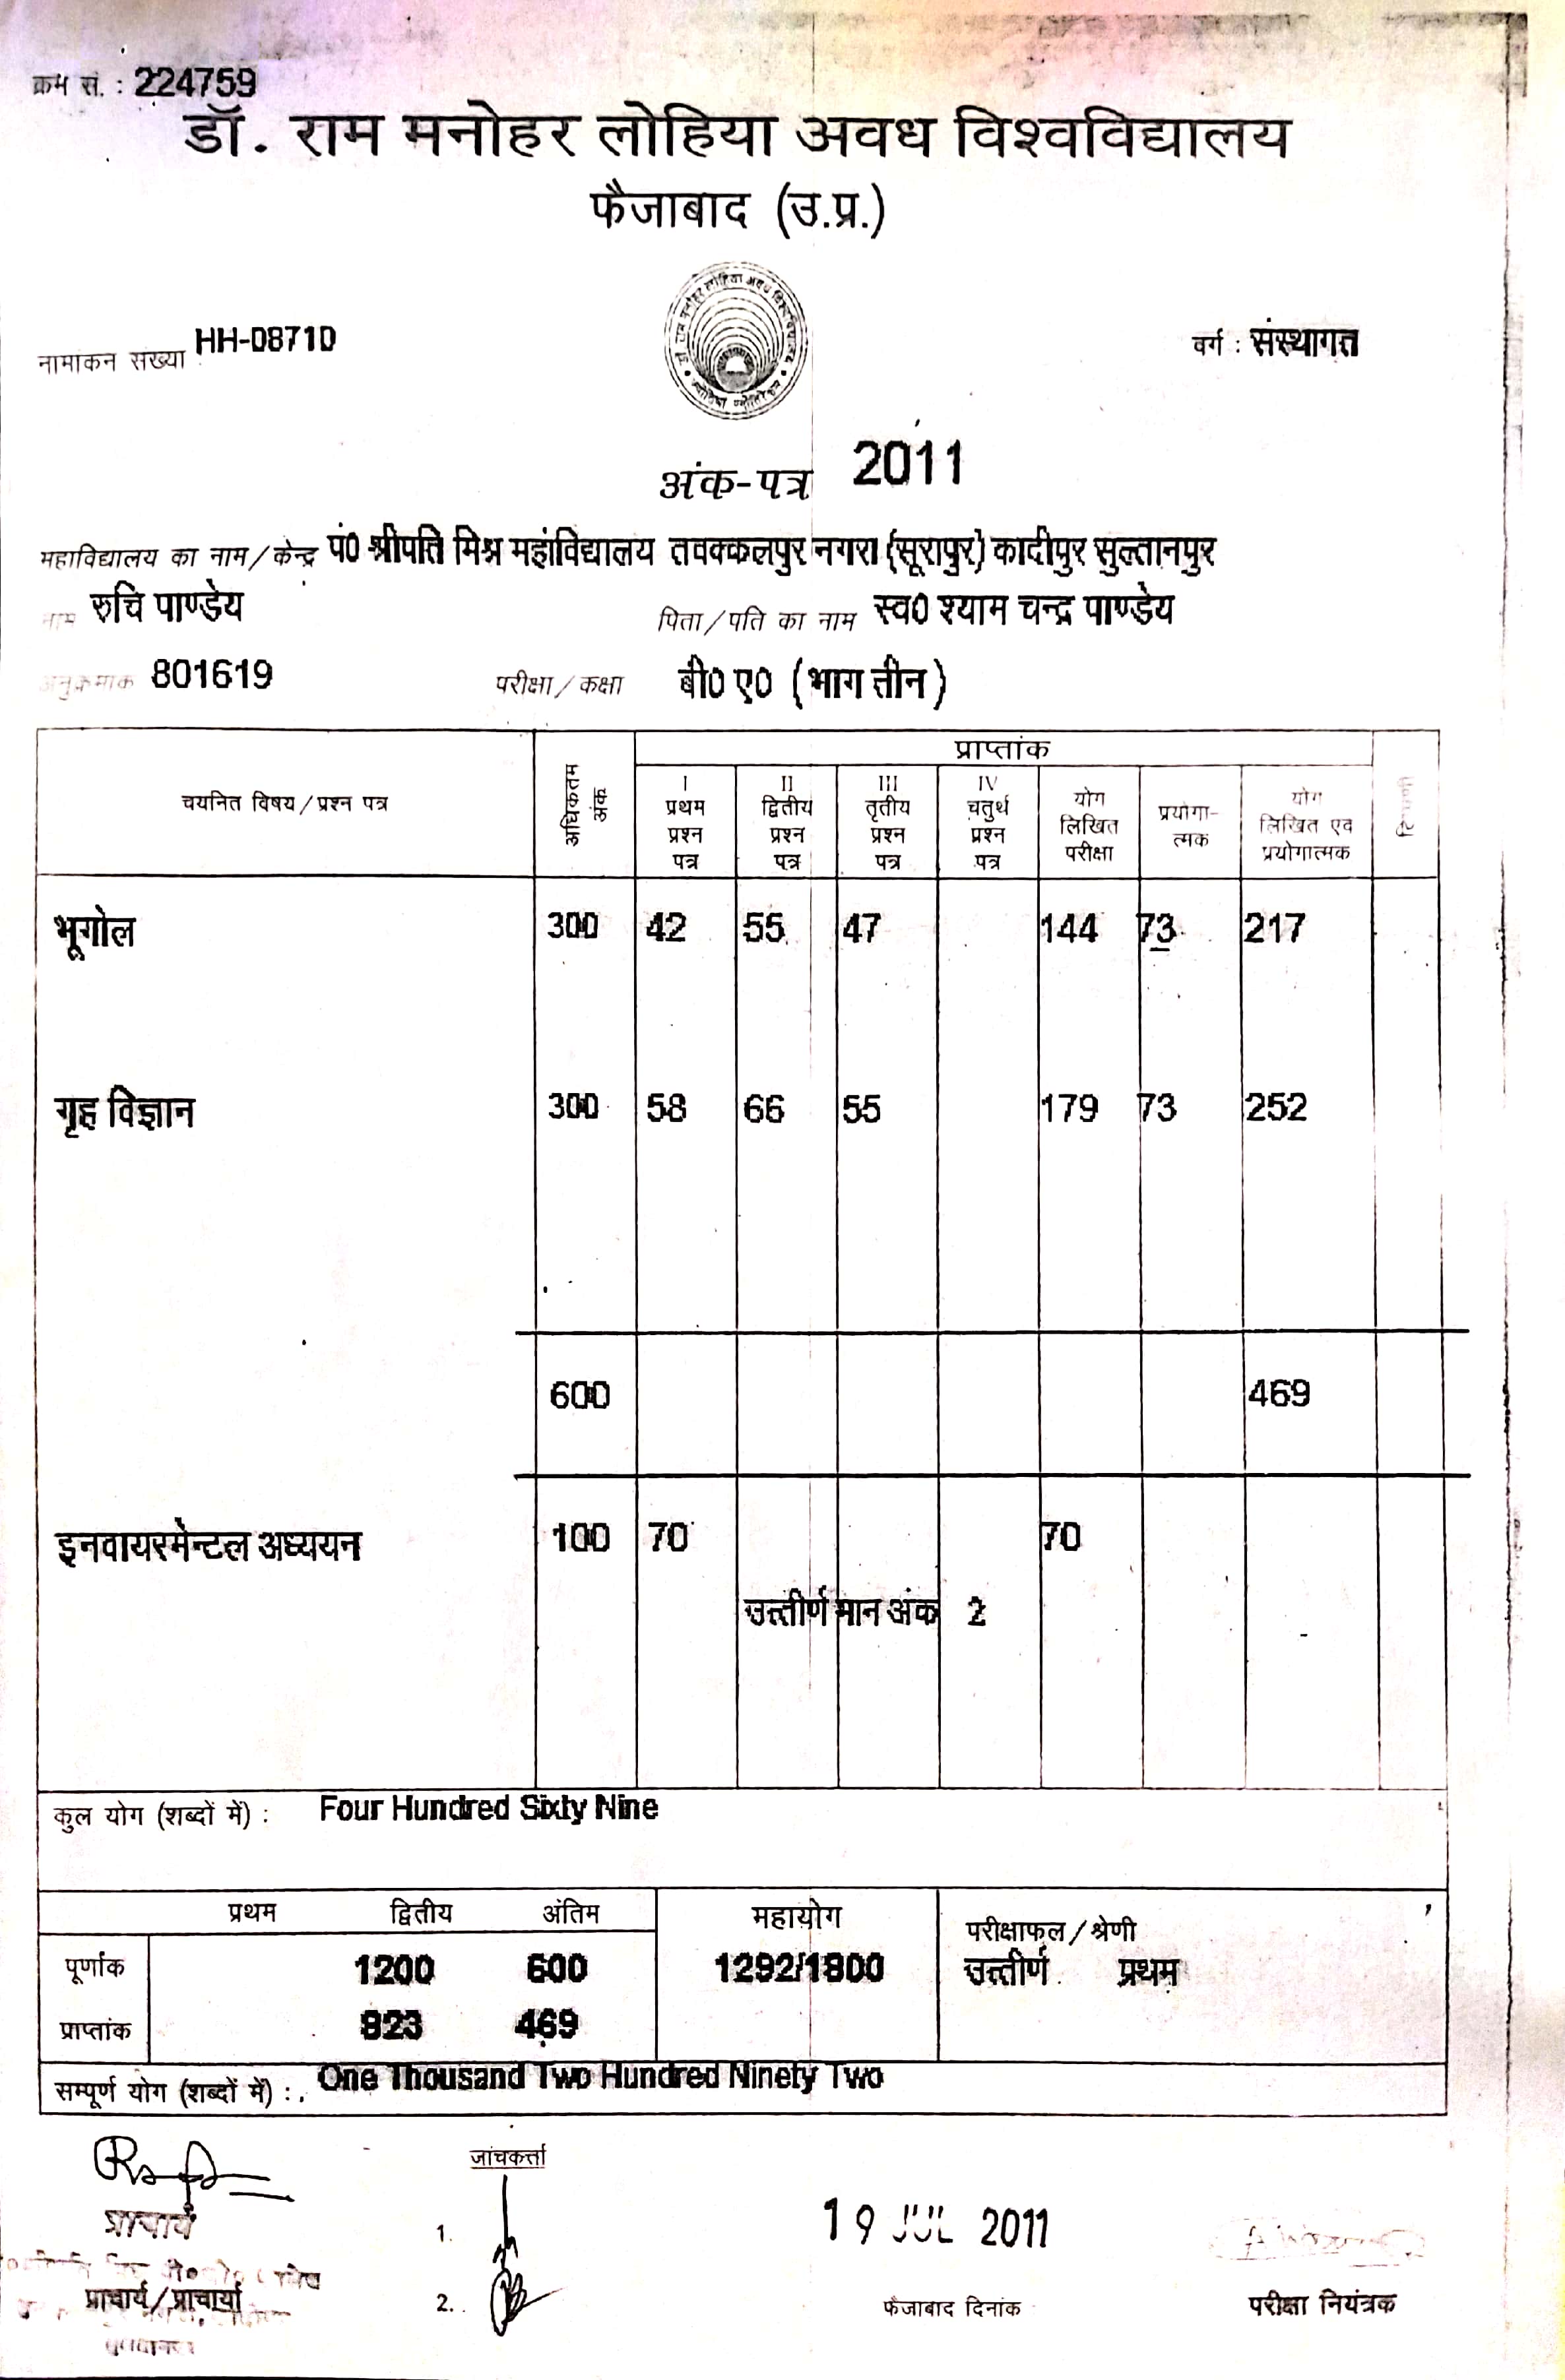 क्रम सं. : 224759
डॉ. राम मनोहर लोहिया अवध विश्वविद्यालय
फैजाबाद (उ.प्र.)
नामांकन संख्या : HH-08710
वर्ग : संस्थागत
अंक-पत्र 2011
महाविद्यालय का नाम/केन्द्र पं0 श्रीपति मिश्र महांविद्यालय तवक्कलपुर नगरा (सूरापुर) कादीपुर सुल्तानपुर
नाम रुचि पाण्डेय पिता/पति का नाम स्व0 श्याम चन्द्र पाण्डेय
अनुक्रमांक 801619 परीक्षा/कक्षा बी0 ए0 (भाग तीन)
चयनित विषय/प्रश्न पत्र
अधिकतम अंक
प्राप्तांक
I प्रथम प्रश्न पत्र
II द्वितीय प्रश्न पत्र
III तृतीय प्रश्न पत्र
IV चतुर्थ प्रश्न पत्र
योग लिखित परीक्षा
प्रयोगा-त्मक
योग लिखित एवं प्रयोगात्मक
भूगोल 300 42 55 47 144 73 217
गृह विज्ञान 300 58 66 55 179 73 252
600 469
इनवायरमेन्टल अध्ययन 100 70 70
उत्तीर्ण मान अंक 2
कुल योग (शब्दों में) : Four Hundred Sixty Nine
प्रथम द्वितीय अंतिम महायोग परीक्षाफल/श्रेणी
पूर्णांक 1200 600 1292/1800 उत्तीर्ण प्रथम
प्राप्तांक 823 469
सम्पूर्ण योग (शब्दों में) : One Thousand Two Hundred Ninety Two
जांचकर्त्ता
प्राचार्य
1.
19 JUL 2011
प्राचार्य/प्राचार्या
2.
फैजाबाद दिनांक
परीक्षा नियंत्रक